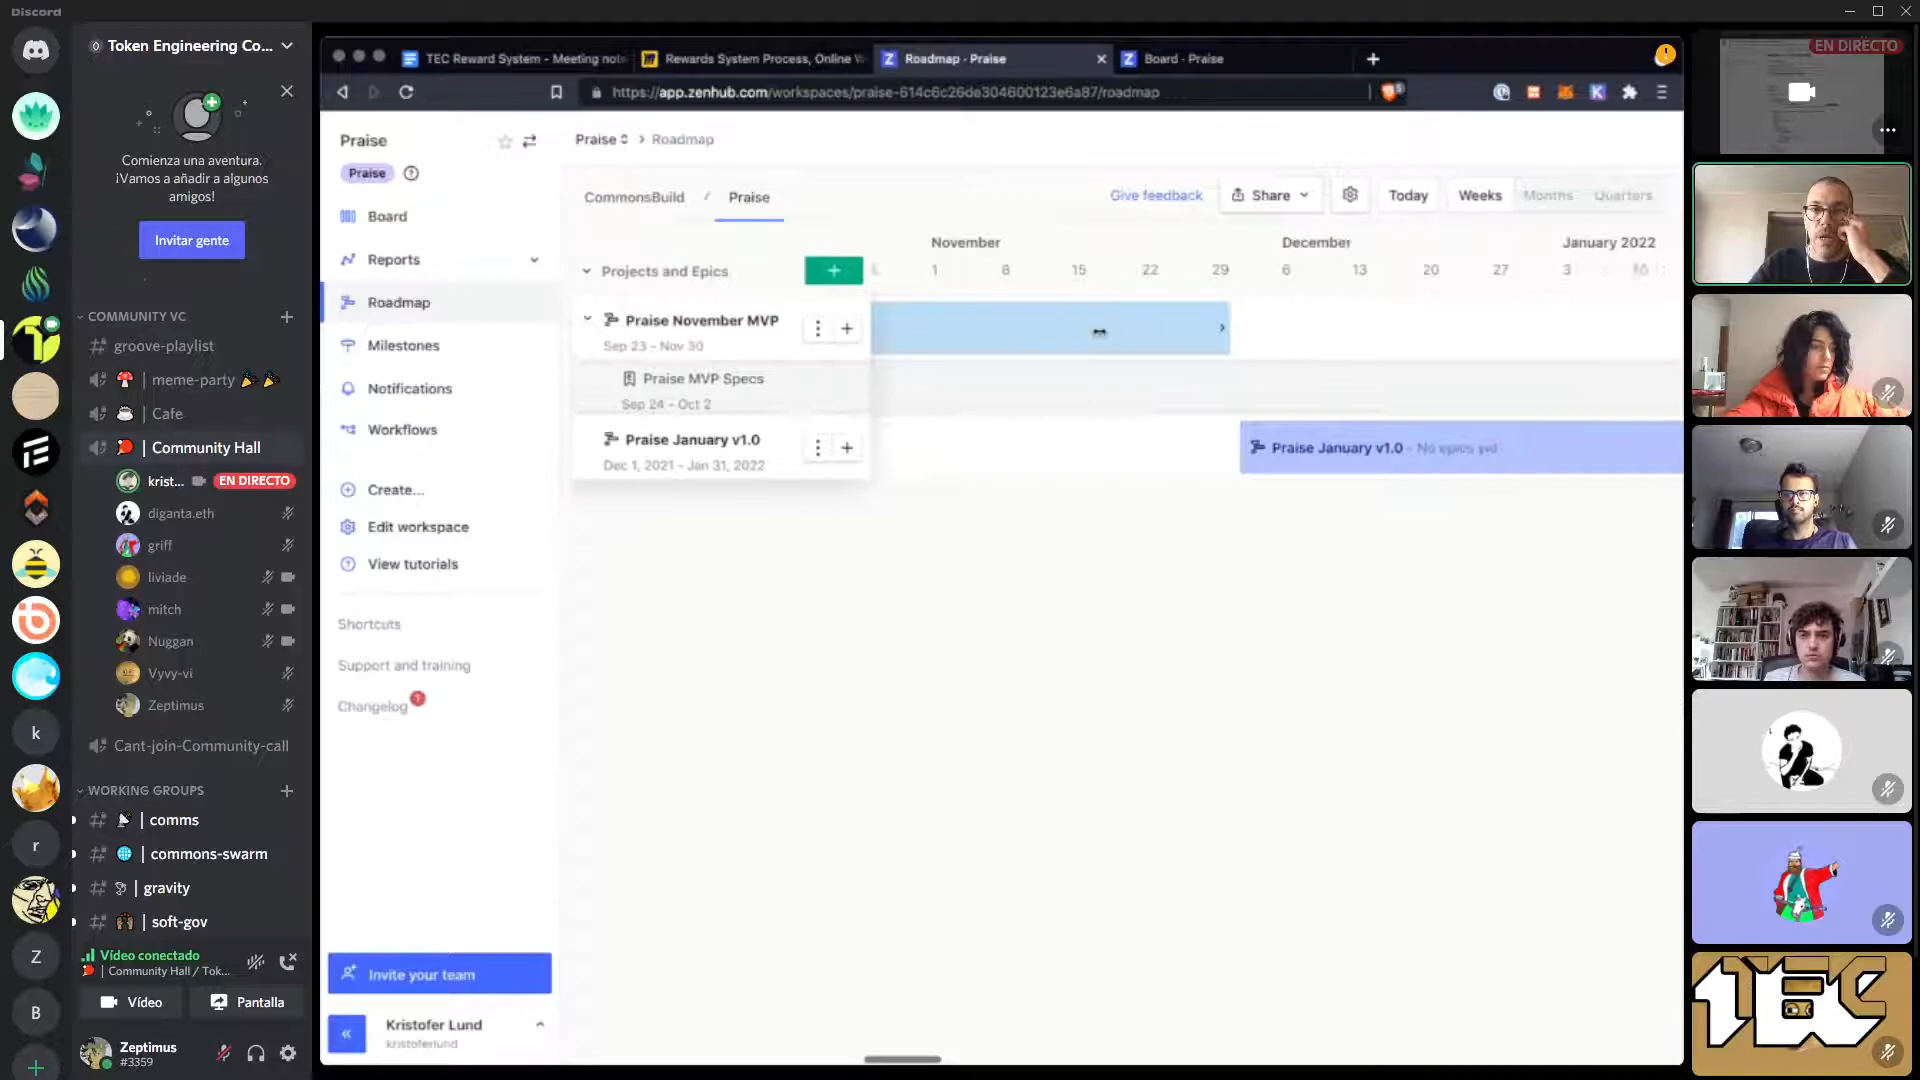 Discord
Token Engineering Co...
Comienza una aventura.
¡Vamos a añadir a algunos
amigos!
Invitar gente
COMMUNITY VC
groove-playlist
meme-party
Cafe
Community Hall
krist...
EN DIRECTO
diganta.eth
griff
liviade
mitch
Nuggan
Vyvy-vi
Zeptimus
Cant-join-Community-call
WORKING GROUPS
comms
commons-swarm
gravity
soft-gov
Vídeo conectado
Community Hall / Tok...
Vídeo
Pantalla
Zeptimus
#3359
k
r
Z
B
TEC Reward System - Meeting note
Rewards System Process, Online W
Roadmap - Praise
Board - Praise
https://app.zenhub.com/workspaces/praise-614c6c26de304600123e6a87/roadmap
Praise
Praise
Board
Reports
Roadmap
Milestones
Notifications
Workflows
Create...
Edit workspace
View tutorials
Shortcuts
Support and training
Changelog
Invite your team
Kristofer Lund
kristoferlund
Praise > Roadmap
CommonsBuild / Praise
Give feedback
Share
Today
Weeks
Months
Quarters
November
December
January 2022
Projects and Epics
1 8 15 22 29 6 13 20 27 3 10
Praise November MVP
Sep 23 - Nov 30
Praise MVP Specs
Sep 24 - Oct 2
Praise January v1.0
Dec 1, 2021 - Jan 31, 2022
Praise January v1.0 - No epics yet
EN DIRECTO
TEC